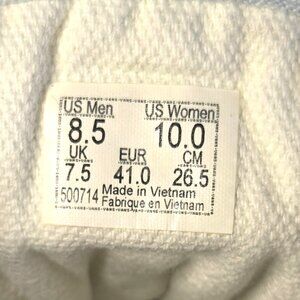 US Men US Women
8.5 10.0
UK EUR CM
7.5 41.0 26.5
500714 Made in Vietnam
Fabrique en Vietnam